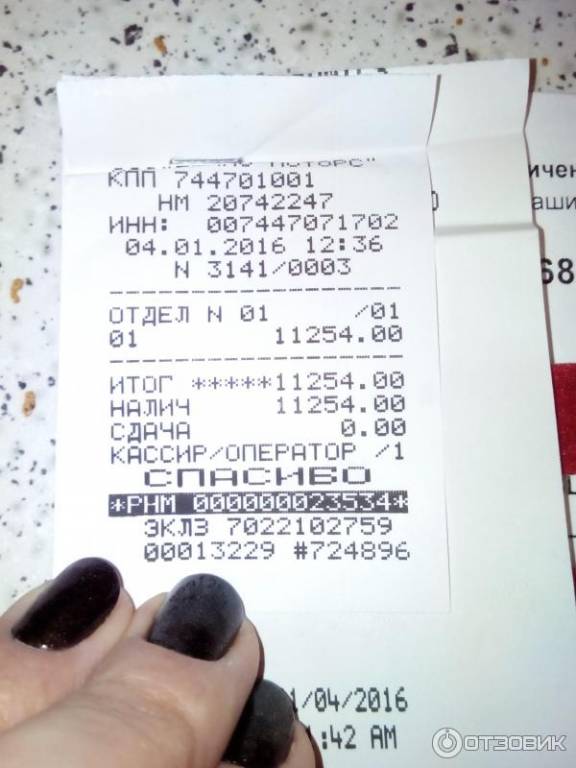 МОТОРС"
КПП 744701001
НМ 20742247
ИНН: 007447071702
04.01.2016 12:36
N 3141/0003
ОТДЕЛ N 01 /01
01 11254.00
ИТОГ *****11254.00
НАЛИЧ 11254.00
СДАЧА 0.00
КАССИР/ОПЕРАТОР /1
СПАСИБО
*РНМ 000000023534*
ЭКЛЗ 7022102759
00013229 #724896
1/04/2016
:42 AM
68
ОТЗОВИК